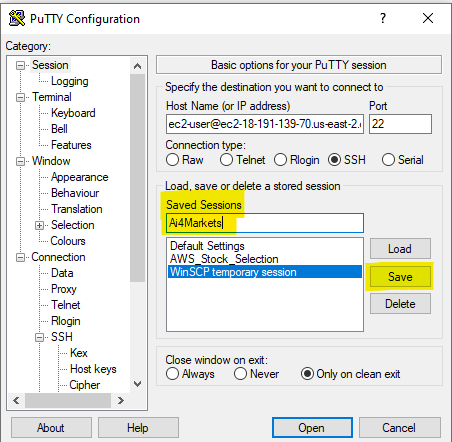 PuTTY Configuration
?
Category:
Session
Logging
Terminal
Keyboard
Bell
Features
Window
Appearance
Behaviour
Translation
Selection
Colours
Connection
Data
Proxy
Telnet
Rlogin
SSH
Kex
Host keys
Cipher
Basic options for your PuTTY session
Specify the destination you want to connect to
Host Name (or IP address) Port
ec2-user@ec2-18-191-139-70.us-east-2. 22
Connection type:
Raw Telnet Rlogin SSH Serial
Load, save or delete a stored session
Saved Sessions
Ai4Markets
Default Settings
AWS_Stock_Selection
WinSCP temporary session
Load
Save
Delete
Close window on exit:
Always Never Only on clean exit
About Help Open Cancel